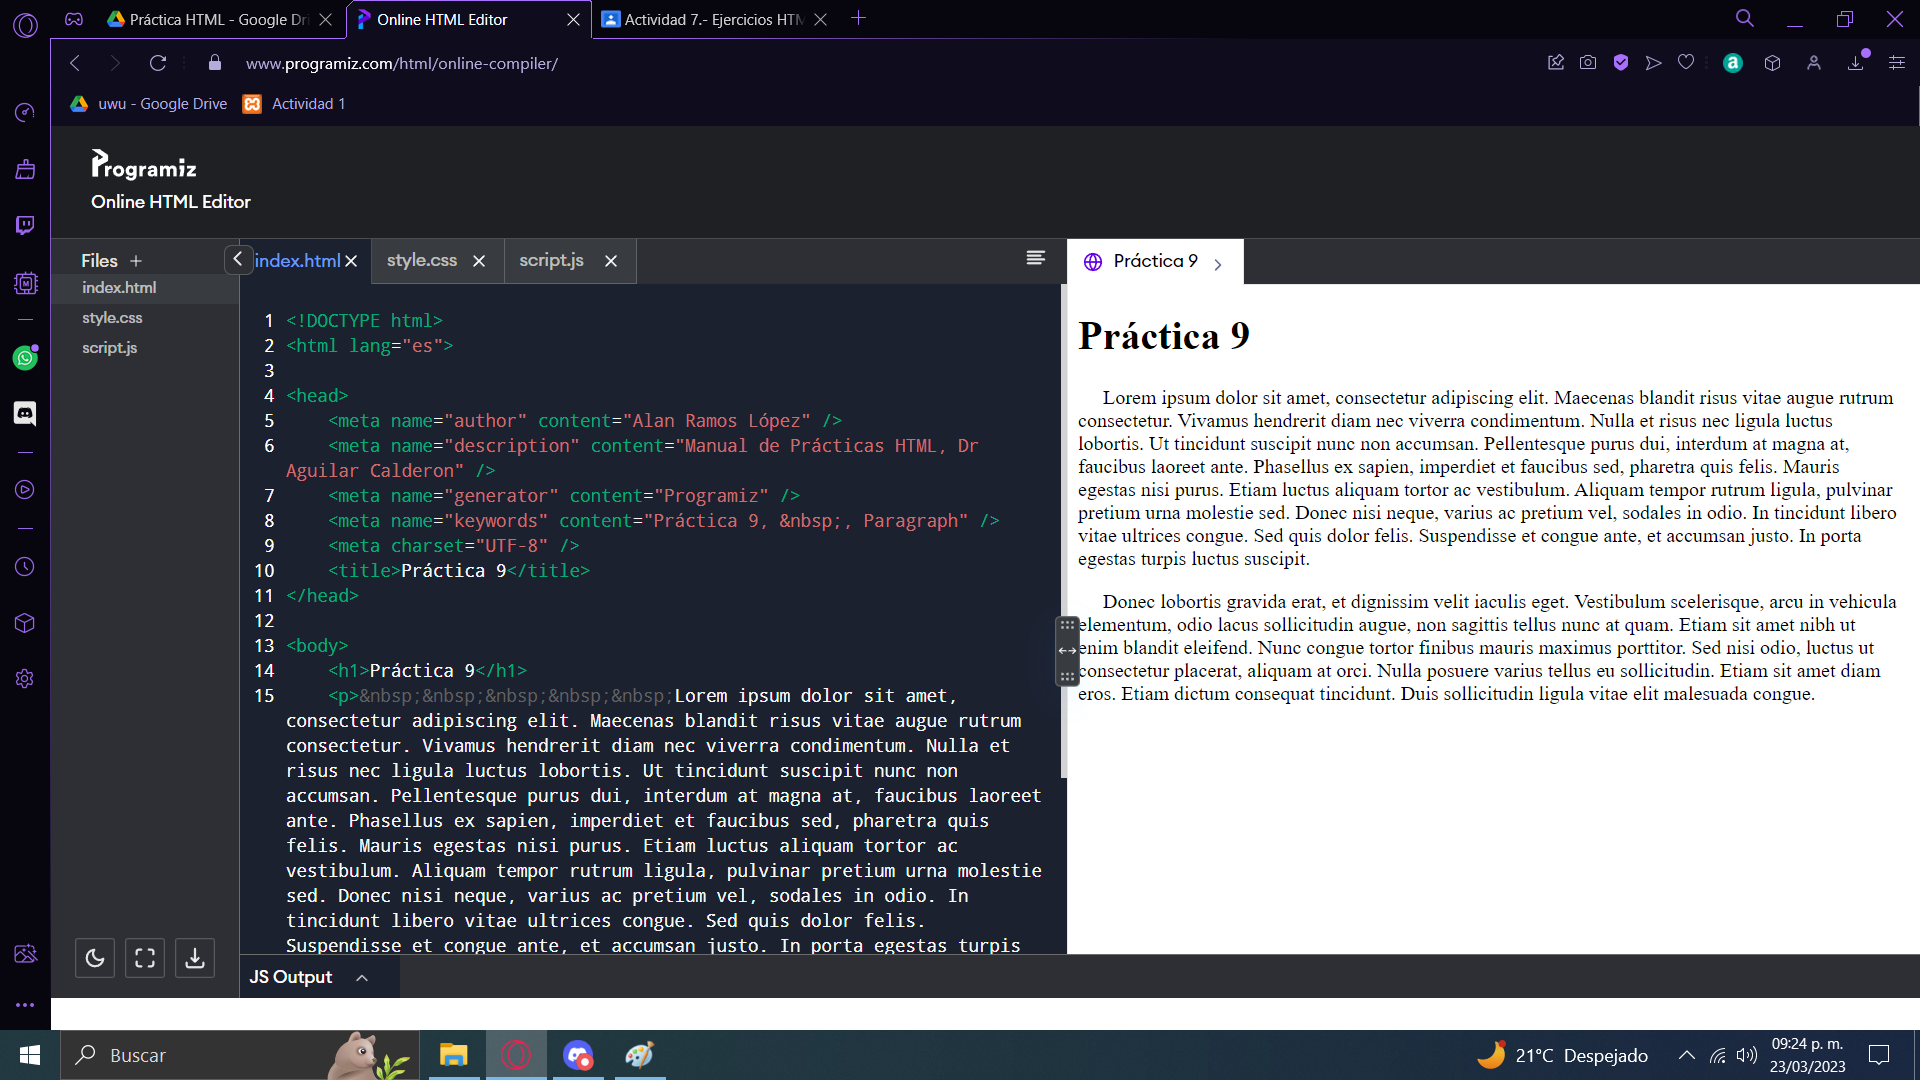 Práctica HTML - Google Dri
Online HTML Editor
Actividad 7.- Ejercicios HTM
www.programiz.com/html/online-compiler/
uwu - Google Drive
Actividad 1
Programiz
Online HTML Editor
Files +
index.html
style.css
script.js
index.html
style.css
script.js
1 <!DOCTYPE html>
2 <html lang="es">
3
4 <head>
5 <meta name="author" content="Alan Ramos López" />
6 <meta name="description" content="Manual de Prácticas HTML, Dr
Aguilar Calderon" />
7 <meta name="generator" content="Programiz" />
8 <meta name="keywords" content="Práctica 9, &nbsp;, Paragraph" />
9 <meta charset="UTF-8" />
10 <title>Práctica 9</title>
11 </head>
12
13 <body>
14 <h1>Práctica 9</h1>
15 <p>&nbsp;&nbsp;&nbsp;&nbsp;&nbsp;Lorem ipsum dolor sit amet,
consectetur adipiscing elit. Maecenas blandit risus vitae augue rutrum
consectetur. Vivamus hendrerit diam nec viverra condimentum. Nulla et
risus nec ligula luctus lobortis. Ut tincidunt suscipit nunc non
accumsan. Pellentesque purus dui, interdum at magna at, faucibus laoreet
ante. Phasellus ex sapien, imperdiet et faucibus sed, pharetra quis
felis. Mauris egestas nisi purus. Etiam luctus aliquam tortor ac
vestibulum. Aliquam tempor rutrum ligula, pulvinar pretium urna molestie
sed. Donec nisi neque, varius ac pretium vel, sodales in odio. In
tincidunt libero vitae ultrices congue. Sed quis dolor felis.
Suspendisse et congue ante, et accumsan justo. In porta egestas turpis
JS Output
Práctica 9
Práctica 9
Lorem ipsum dolor sit amet, consectetur adipiscing elit. Maecenas blandit risus vitae augue rutrum
consectetur. Vivamus hendrerit diam nec viverra condimentum. Nulla et risus nec ligula luctus
lobortis. Ut tincidunt suscipit nunc non accumsan. Pellentesque purus dui, interdum at magna at,
faucibus laoreet ante. Phasellus ex sapien, imperdiet et faucibus sed, pharetra quis felis. Mauris
egestas nisi purus. Etiam luctus aliquam tortor ac vestibulum. Aliquam tempor rutrum ligula, pulvinar
pretium urna molestie sed. Donec nisi neque, varius ac pretium vel, sodales in odio. In tincidunt libero
vitae ultrices congue. Sed quis dolor felis. Suspendisse et congue ante, et accumsan justo. In porta
egestas turpis luctus suscipit.
Donec lobortis gravida erat, et dignissim velit iaculis eget. Vestibulum scelerisque, arcu in vehicula
elementum, odio lacus sollicitudin augue, non sagittis tellus nunc at quam. Etiam sit amet nibh ut
enim blandit eleifend. Nunc congue tortor finibus mauris maximus porttitor. Sed nisi odio, luctus ut
consectetur placerat, aliquam at orci. Nulla posuere varius tellus eu sollicitudin. Etiam sit amet diam
eros. Etiam dictum consequat tincidunt. Duis sollicitudin ligula vitae elit malesuada congue.
Buscar
21°C Despejado
09:24 p. m.
23/03/2023